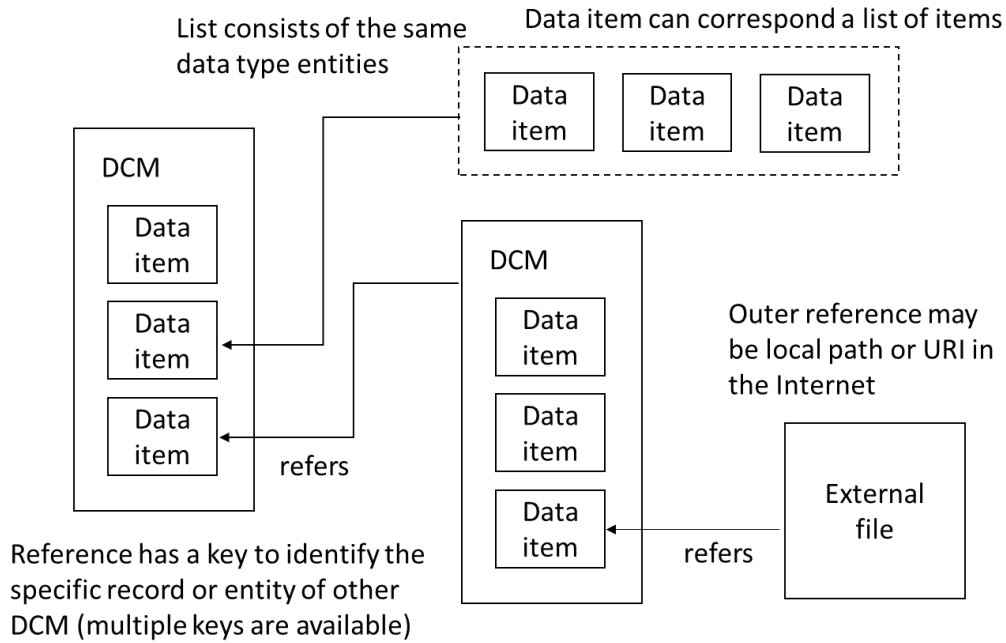 List consists of the same
data type entities
Data item can correspond a list of items
Data
item
Data
item
Data
item
DCM
Data
item
Data
item
Data
item
refers
DCM
Data
item
Data
item
Data
item
refers
Outer reference may
be local path or URI in
the Internet
External
file
Reference has a key to identify the
specific record or entity of other
DCM (multiple keys are available)